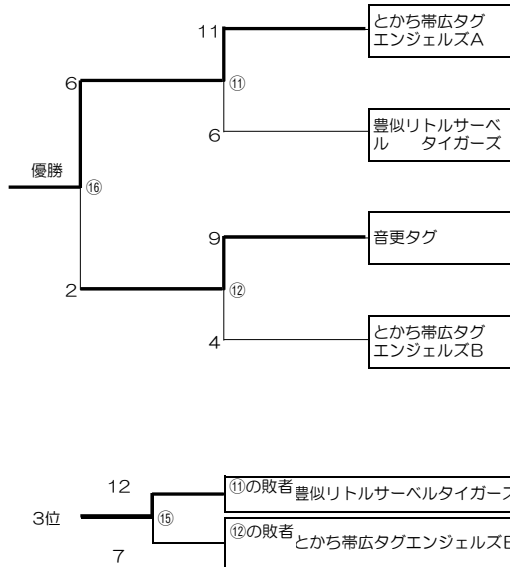 11
とかち帯広タグ
エンジェルズA
6
⑪
6
豊似リトルサーベ
ル　　タイガーズ
優勝
⑯
9
音更タグ
2
⑫
4
とかち帯広タグ
エンジェルズB
12
⑪の敗者 豊似リトルサーベルタイガーズ
3位
⑮
⑫の敗者 とかち帯広タグエンジェルズB
7